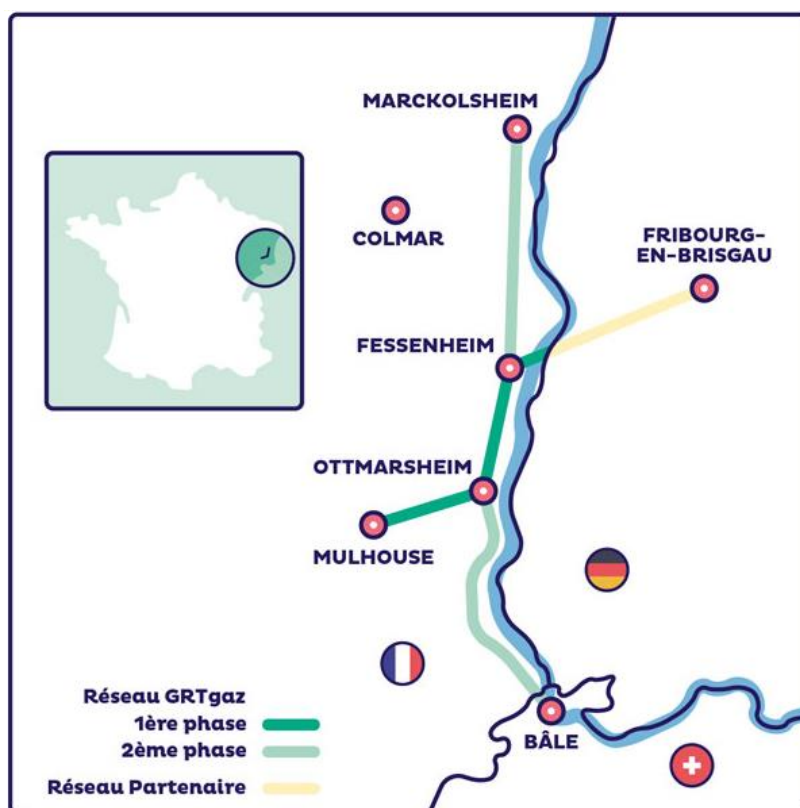 MARCKOLSHEIM
COLMAR
FRIBOURG-
EN-BRISGAU
FESSENHEIM
OTTMARSHEIM
MULHOUSE
Réseau GRTgaz
1ère phase
2ème phase
Réseau Partenaire
BÂLE